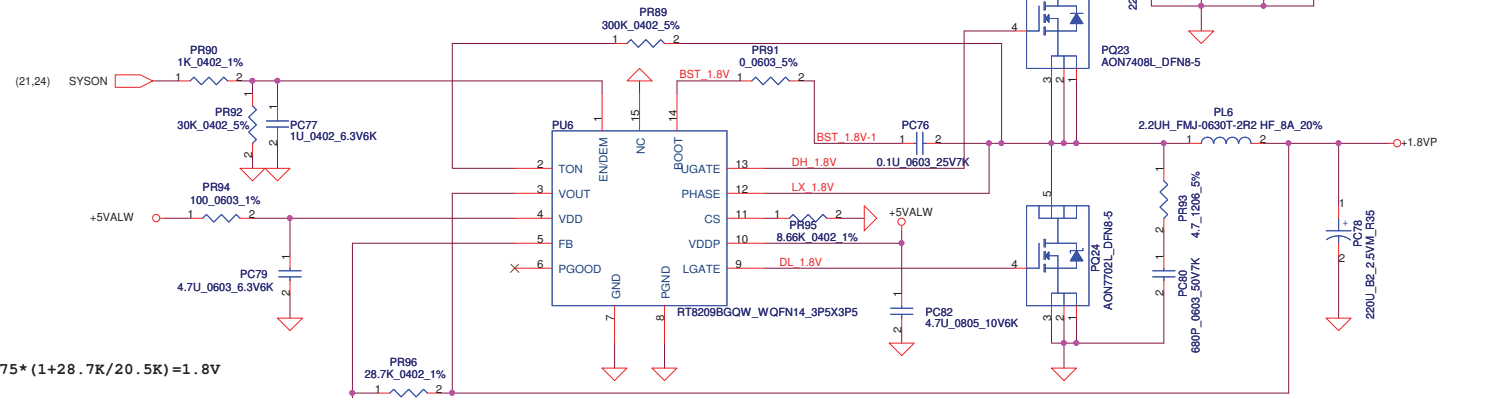 PR89
300K_0402_5%
1
2
22
4
PQ23
AON7408L_DFN8-5
3
2
1
PR90
1K_0402_1%
(21,24)
SYSON
1
2
PR91
0_0603_5%
BST_1.8V
1
2
PR92
30K_0402_5%
1
2
PC77
1U_0402_6.3V6K
1
2
1
15
14
PU6
EN/DEM
NC
BOOT
BST_1.8V-1
PC76
1
2
0.1U_0603_25V7K
PL6
2.2UH_FMJ-0630T-2R2 HF_8A_20%
1
2
+1.8VP
2
TON
UGATE
13
DH_1.8V
3
VOUT
PHASE
12
LX_1.8V
PR94
100_0603_1%
+5VALW
1
2
4
VDD
CS
11
1
2
PR95
8.66K_0402_1%
+5VALW
5
FB
VDDP
10
6
PGOOD
LGATE
9
DL_1.8V
4
GND
PGND
7
8
RT8209BGQW_WQFN14_3P5X3P5
PC79
4.7U_0603_6.3V6K
1
2
PC82
4.7U_0805_10V6K
1
2
5
PQ24
AON7702L_DFN8-5
3
2
1
1
PR93
4.7_1206_5%
2
1
PC80
680P_0603_50V7K
2
1
+
PC78
220U_B2_2.5VM_R35
2
75*(1+28.7K/20.5K)=1.8V
PR96
28.7K_0402_1%
1
2